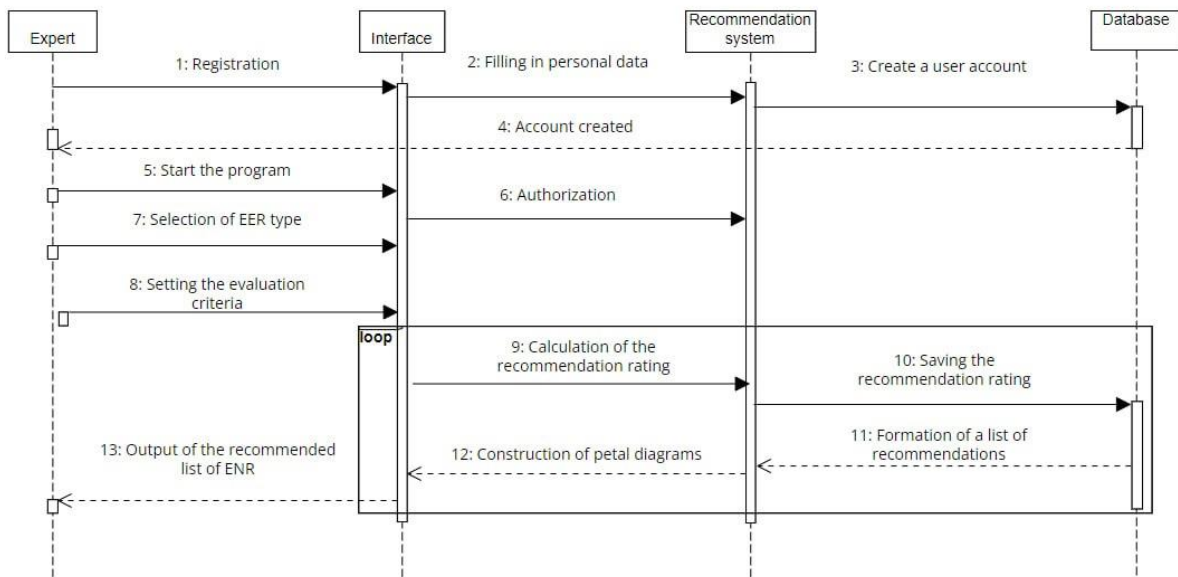 Expert
Interface
Recommendation
system
Database
1: Registration
2: Filling in personal data
3: Create a user account
4: Account created
5: Start the program
6: Authorization
7: Selection of EER type
8: Setting the evaluation
criteria
loop
9: Calculation of the
recommendation rating
10: Saving the
recommendation rating
11: Formation of a list of
recommendations
12: Construction of petal diagrams
13: Output of the recommended
list of ENR